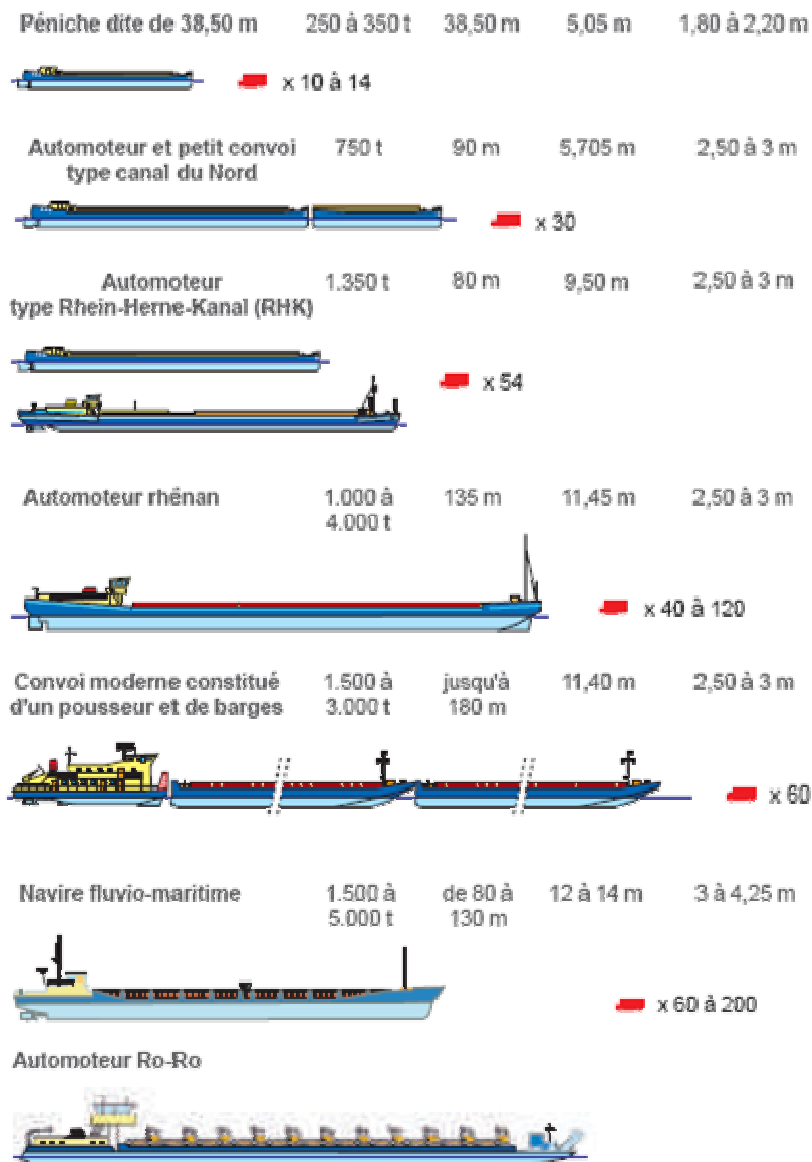 Péniche dite de 38,50 m 250 à 350 t 38,50 m 5,05 m 1,80 à 2,20 m
x 10 à 14
Automoteur et petit convoi 750 t 90 m 5,705 m 2,50 à 3 m
type canal du Nord
x 30
Automoteur 1.350 t 80 m 9,50 m 2,50 à 3 m
type Rhein-Herne-Kanal (RHK)
x 54
Automoteur rhénan 1.000 à 135 m 11,45 m 2,50 à 3 m
4.000 t
x 40 à 120
Convoi moderne constitué 1.500 à jusqu'à 11,40 m 2,50 à 3 m
d'un pousseur et de barges 3.000 t 180 m
x 60
Navire fluvio-maritime 1.500 à de 80 à 12 à 14 m 3 à 4,25 m
5.000 t 130 m
x 60 à 200
Automoteur Ro-Ro